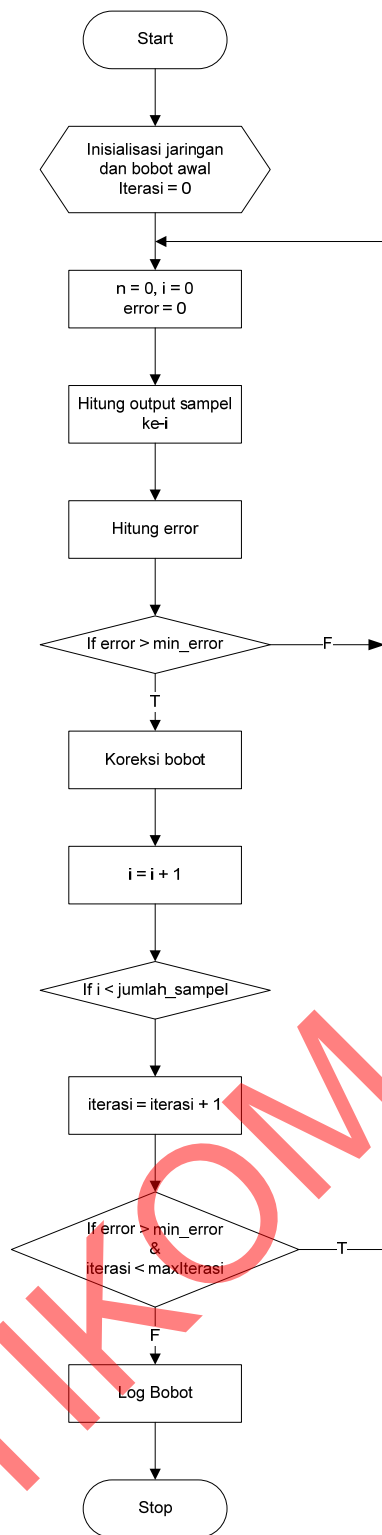 Start
Inisialisasi jaringan
dan bobot awal
Iterasi = 0
n = 0, i = 0
error = 0
Hitung output sampel
ke-i
Hitung error
If error > min_error
F
T
Koreksi bobot
i = i + 1
If i < jumlah_sampel
iterasi = iterasi + 1
If error > min_error
&
iterasi < maxIterasi
T
F
Log Bobot
Stop
IKOM